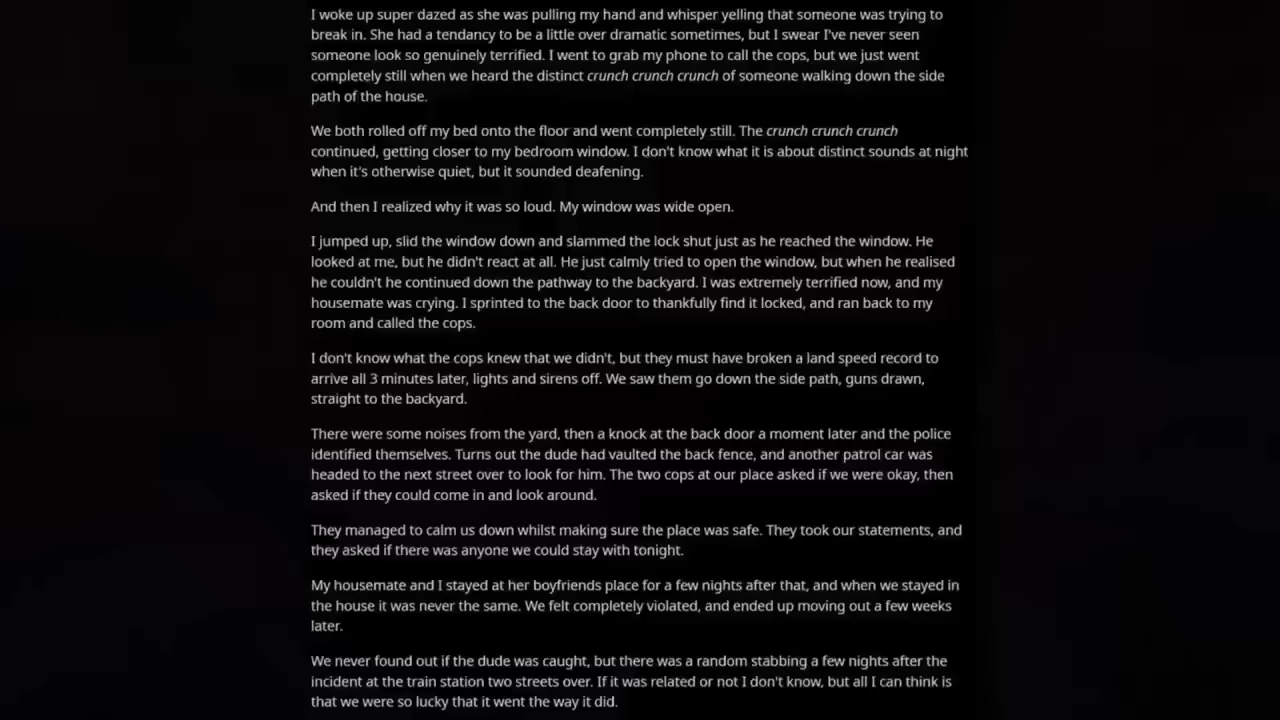 I woke up super dazed as she was pulling my hand and whisper yelling that someone was trying to
break in. She had a tendancy to be a little over dramatic sometimes, but I swear I've never seen
someone look so genuinely terrified. I went to grab my phone to call the cops, but we just went
completely still when we heard the distinct crunch crunch crunch of someone walking down the side
path of the house.
We both rolled off my bed onto the floor and went completely still. The crunch crunch crunch
continued, getting closer to my bedroom window. I don't know what it is about distinct sounds at night
when it's otherwise quiet, but it sounded deafening.
And then I realized why it was so loud. My window was wide open.
I jumped up, slid the window down and slammed the lock shut just as he reached the window. He
looked at me, but he didn't react at all. He just calmly tried to open the window, but when he realised
he couldn't he continued down the pathway to the backyard. I was extremely terrified now, and my
housemate was crying. I sprinted to the back door to thankfully find it locked, and ran back to my
room and called the cops.
I don't know what the cops knew that we didn't, but they must have broken a land speed record to
arrive all 3 minutes later, lights and sirens off. We saw them go down the side path, guns drawn,
straight to the backyard.
There were some noises from the yard, then a knock at the back door a moment later and the police
identified themselves. Turns out the dude had vaulted the back fence, and another patrol car was
headed to the next street over to look for him. The two cops at our place asked if we were okay, then
asked if they could come in and look around.
They managed to calm us down whilst making sure the place was safe. They took our statements, and
they asked if there was anyone we could stay with tonight.
My housemate and I stayed at her boyfriends place for a few nights after that, and when we stayed in
the house it was never the same. We felt completely violated, and ended up moving out a few weeks
later.
We never found out if the dude was caught, but there was a random stabbing a few nights after the
incident at the train station two streets over. If it was related or not I don't know, but all I can think is
that we were so lucky that it went the way it did.